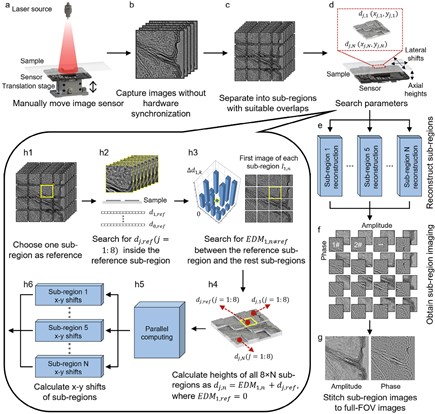 a
Laser source
Sample
Sensor
Translation stage
Manually move image sensor
b
Capture images without
hardware
synchronization
c
Separate into sub-regions
with suitable overlaps
d
d_{j,1} (x_{j,1}, y_{j,1})
d_{j,N} (x_{j,N}, y_{j,N})
Lateral
shifts
Sample
Sensor
Axial
heights
Search parameters
e
Sub-region 1
reconstruction
Sub-region 5
reconstruction
Sub-region N
reconstruction
Reconstruct sub-regions
f
Amplitude
Phase
1#
2#
Obtain sub-region imaging
g
Amplitude
Phase
Stitch sub-region images
to full-FOV images
h1
Choose one sub-
region as reference
h2
Sample
d_{1,ref}
d_{8,ref}
Search for d_{j,ref}(j =
1:8) inside the
reference sub-region
h3
Δd_{1,n}
0
First image of each
sub-region I_{1,n}
Search for EDM_{1,n≠ref}
between the reference
sub-region and the rest sub-regions
h4
d_{j,ref} (j = 1:8)
d_{j,1}(j = 1:8)
d_{j,N}(j = 1:8)
Calculate heights of all 8×N sub-
regions as d_{j,n} = EDM_{1,n} + d_{j,ref},
where EDM_{1,ref} = 0
h5
Parallel
computing
h6
Sub-region 1
x-y shifts
Sub-region 5
x-y shifts
Sub-region N
x-y shifts
Calculate x-y shifts
of sub-regions